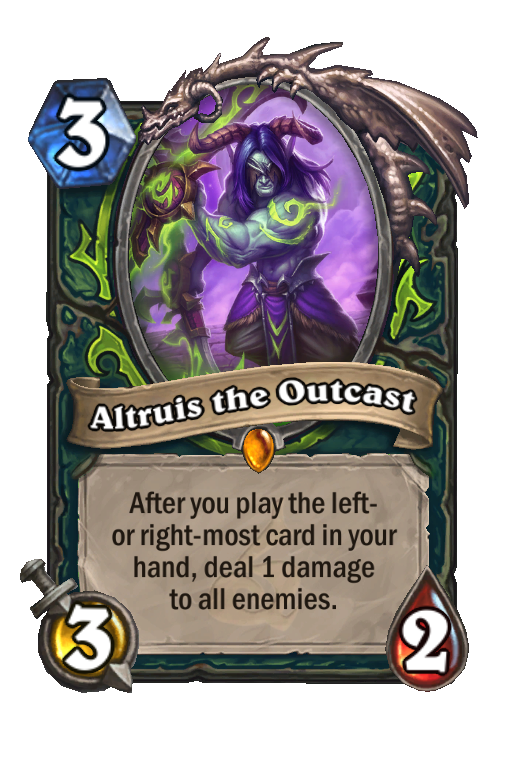 3
Altruis the Outcast
After you play the left-
or right-most card in your
hand, deal 1 damage
to all enemies.
3
2